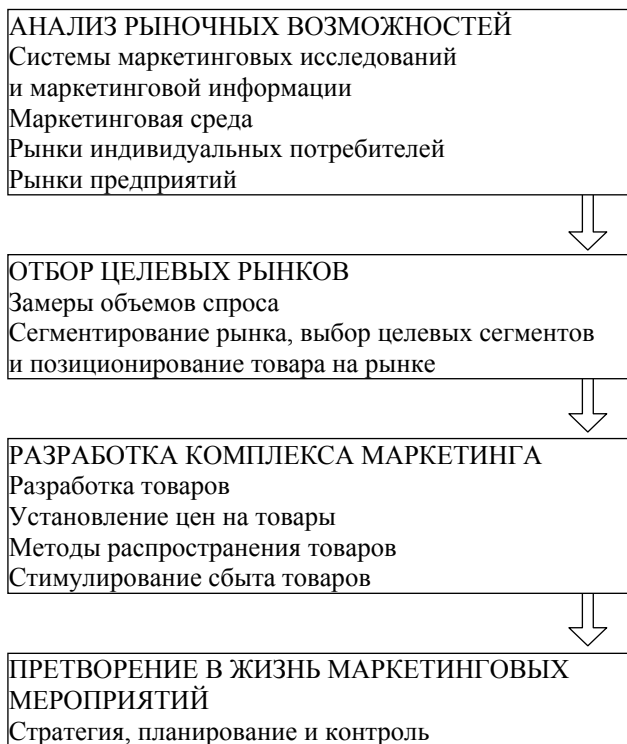 АНАЛИЗ РЫНОЧНЫХ ВОЗМОЖНОСТЕЙ
Системы маркетинговых исследований
и маркетинговой информации
Маркетинговая среда
Рынки индивидуальных потребителей
Рынки предприятий
ОТБОР ЦЕЛЕВЫХ РЫНКОВ
Замеры объемов спроса
Сегментирование рынка, выбор целевых сегментов
и позиционирование товара на рынке
РАЗРАБОТКА КОМПЛЕКСА МАРКЕТИНГА
Разработка товаров
Установление цен на товары
Методы распространения товаров
Стимулирование сбыта товаров
ПРЕТВОРЕНИЕ В ЖИЗНЬ МАРКЕТИНГОВЫХ
МЕРОПРИЯТИЙ
Стратегия, планирование и контроль